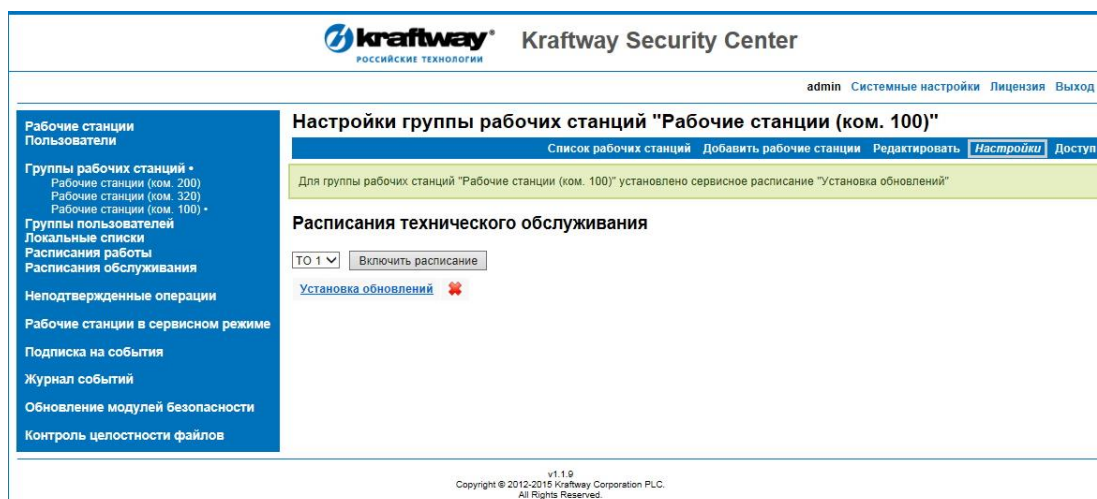 kraftway®
РОССИЙСКИЕ ТЕХНОЛОГИИ
Kraftway Security Center
admin Системные настройки Лицензия Выход
Рабочие станции
Пользователи
Группы рабочих станций •
Рабочие станции (ком. 200)
Рабочие станции (ком. 320)
Рабочие станции (ком. 100) •
Группы пользователей
Локальные списки
Расписания работы
Расписания обслуживания
Неподтвержденные операции
Рабочие станции в сервисном режиме
Подписка на события
Журнал событий
Обновление модулей безопасности
Контроль целостности файлов
Настройки группы рабочих станций "Рабочие станции (ком. 100)"
Список рабочих станций Добавить рабочие станции Редактировать Настройки Доступ
Для группы рабочих станций "Рабочие станции (ком. 100)" установлено сервисное расписание "Установка обновлений"
Расписания технического обслуживания
ТО 1 Включить расписание
Установка обновлений
v1.1.9
Copyright © 2012-2015 Kraftway Corporation PLC.
All Rights Reserved.